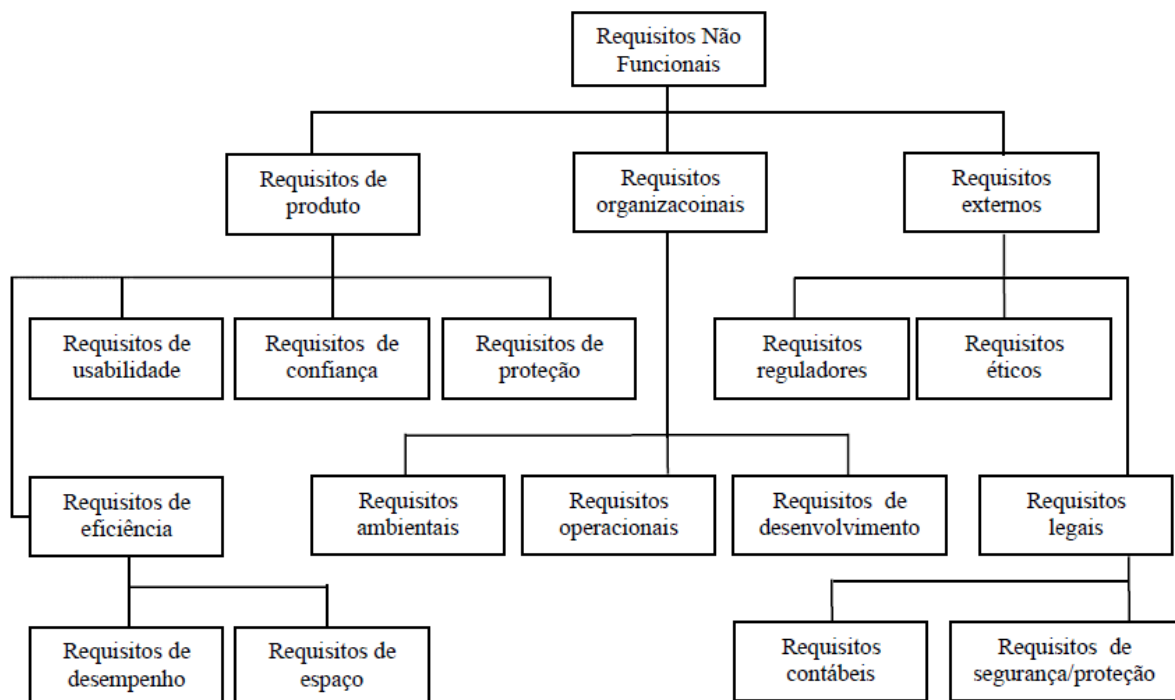 Requisitos Não
Funcionais
Requisitos de
produto
Requisitos
organizacoinais
Requisitos
externos
Requisitos de
usabilidade
Requisitos de
confiança
Requisitos de
proteção
Requisitos
reguladores
Requisitos
éticos
Requisitos de
eficiência
Requisitos
ambientais
Requisitos
operacionais
Requisitos de
desenvolvimento
Requisitos
legais
Requisitos de
desempenho
Requisitos de
espaço
Requisitos
contábeis
Requisitos de
segurança/proteção